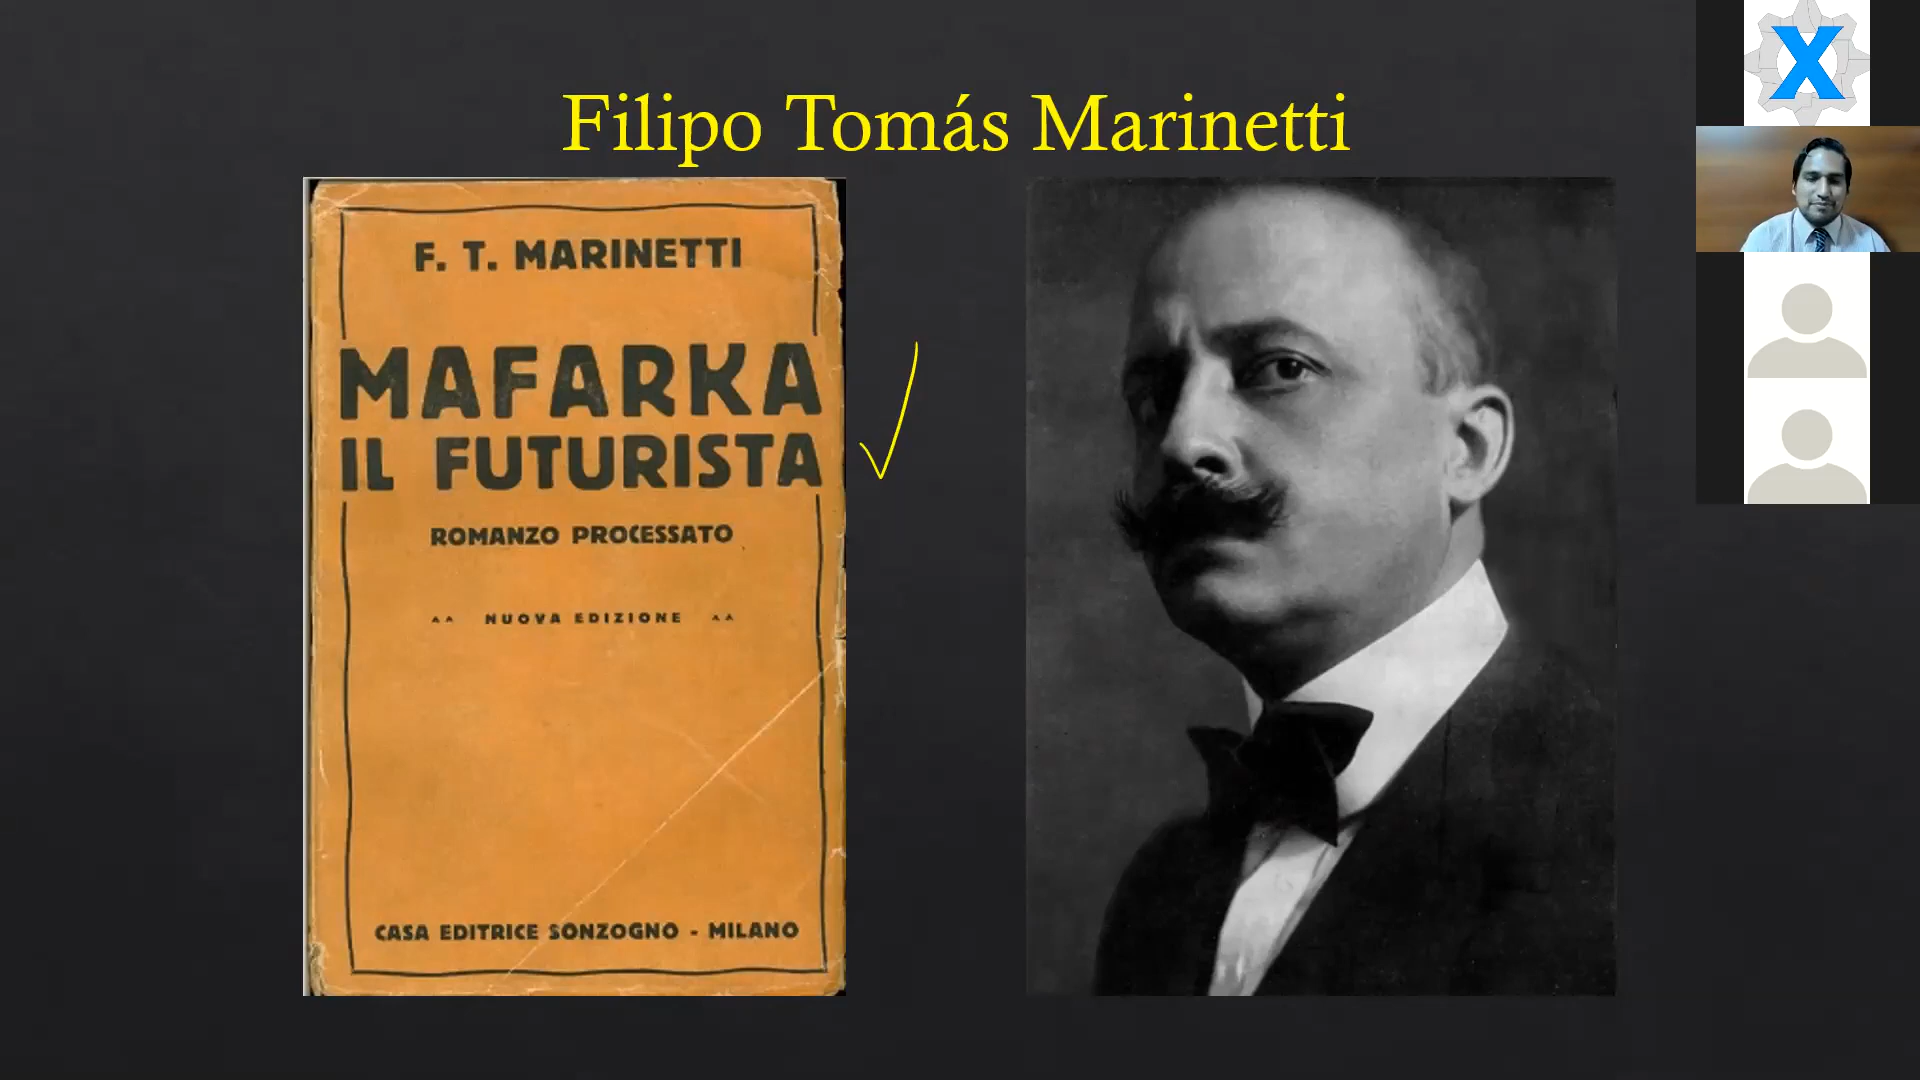 Filipo Tomás Marinetti
F. T. MARINETTI
MAFARKA
IL FUTURISTA
ROMANZO PROCESSATO
^^ NUOVA EDIZIONE ^^
CASA EDITRICE SONZOGNO - MILANO
X